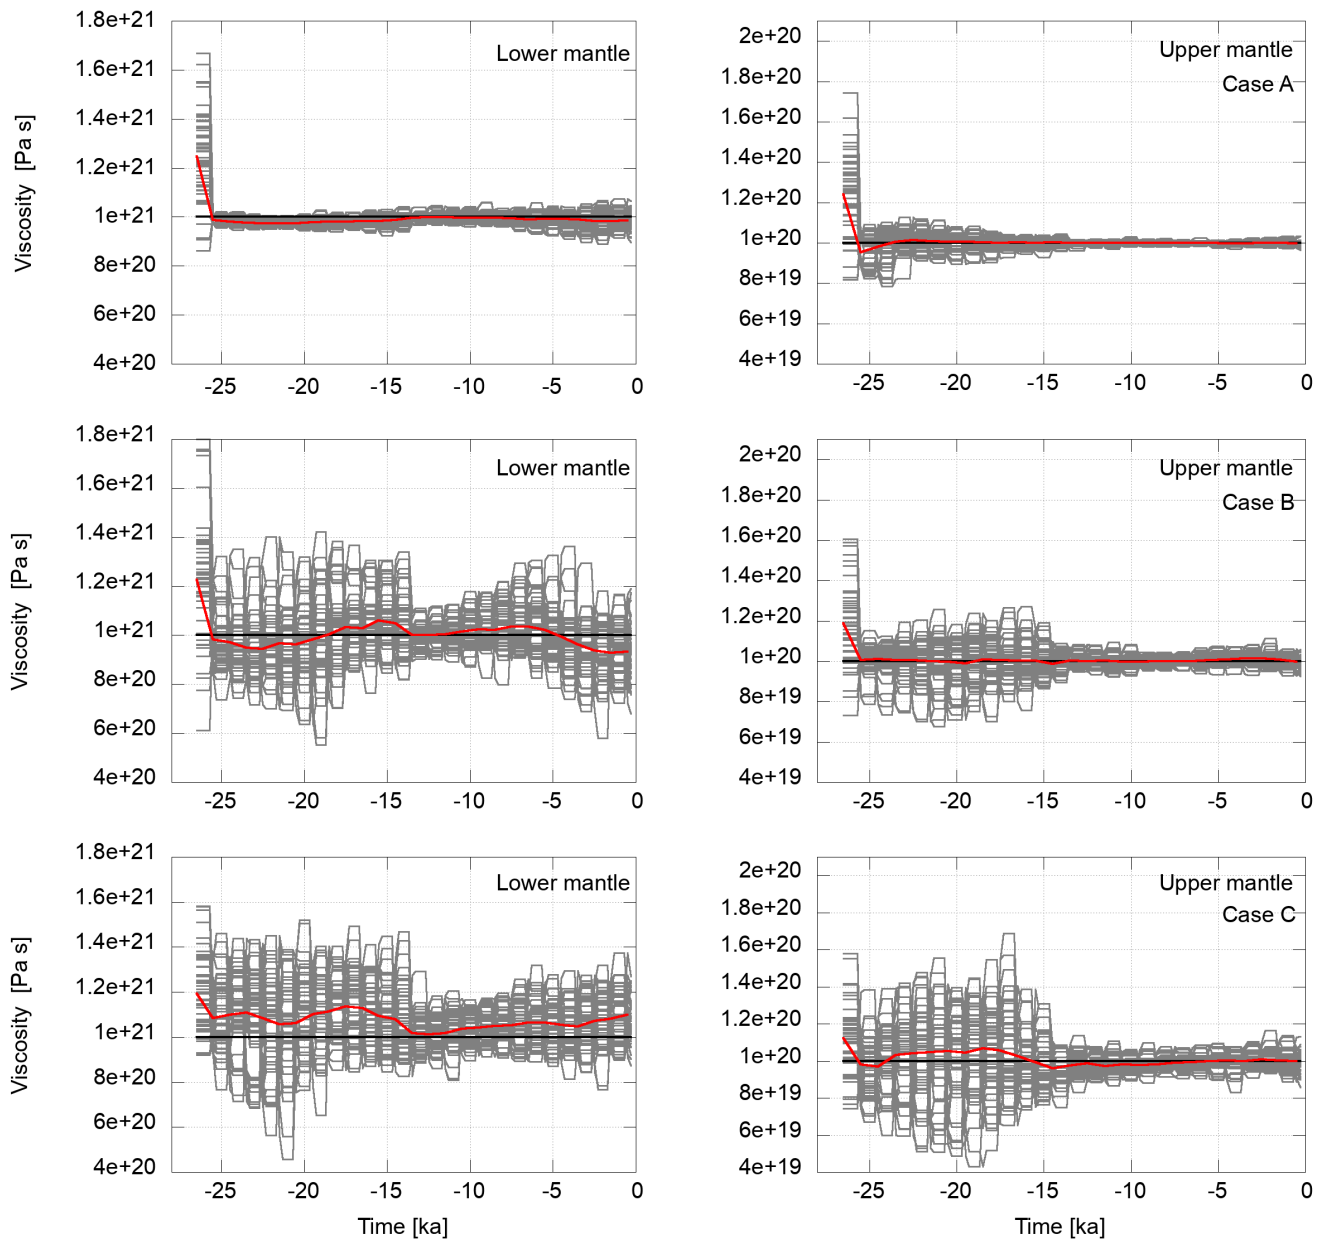 1.8e+21
1.6e+21
1.4e+21
1.2e+21
1e+21
8e+20
6e+20
4e+20
Viscosity [Pa s]
Lower mantle
-25 -20 -15 -10 -5 0
2e+20
1.8e+20
1.6e+20
1.4e+20
1.2e+20
1e+20
8e+19
6e+19
4e+19
Upper mantle
Case A
-25 -20 -15 -10 -5 0
1.8e+21
1.6e+21
1.4e+21
1.2e+21
1e+21
8e+20
6e+20
4e+20
Viscosity [Pa s]
Lower mantle
-25 -20 -15 -10 -5 0
2e+20
1.8e+20
1.6e+20
1.4e+20
1.2e+20
1e+20
8e+19
6e+19
4e+19
Upper mantle
Case B
-25 -20 -15 -10 -5 0
1.8e+21
1.6e+21
1.4e+21
1.2e+21
1e+21
8e+20
6e+20
4e+20
Viscosity [Pa s]
Lower mantle
-25 -20 -15 -10 -5 0
Time [ka]
2e+20
1.8e+20
1.6e+20
1.4e+20
1.2e+20
1e+20
8e+19
6e+19
4e+19
Upper mantle
Case C
-25 -20 -15 -10 -5 0
Time [ka]